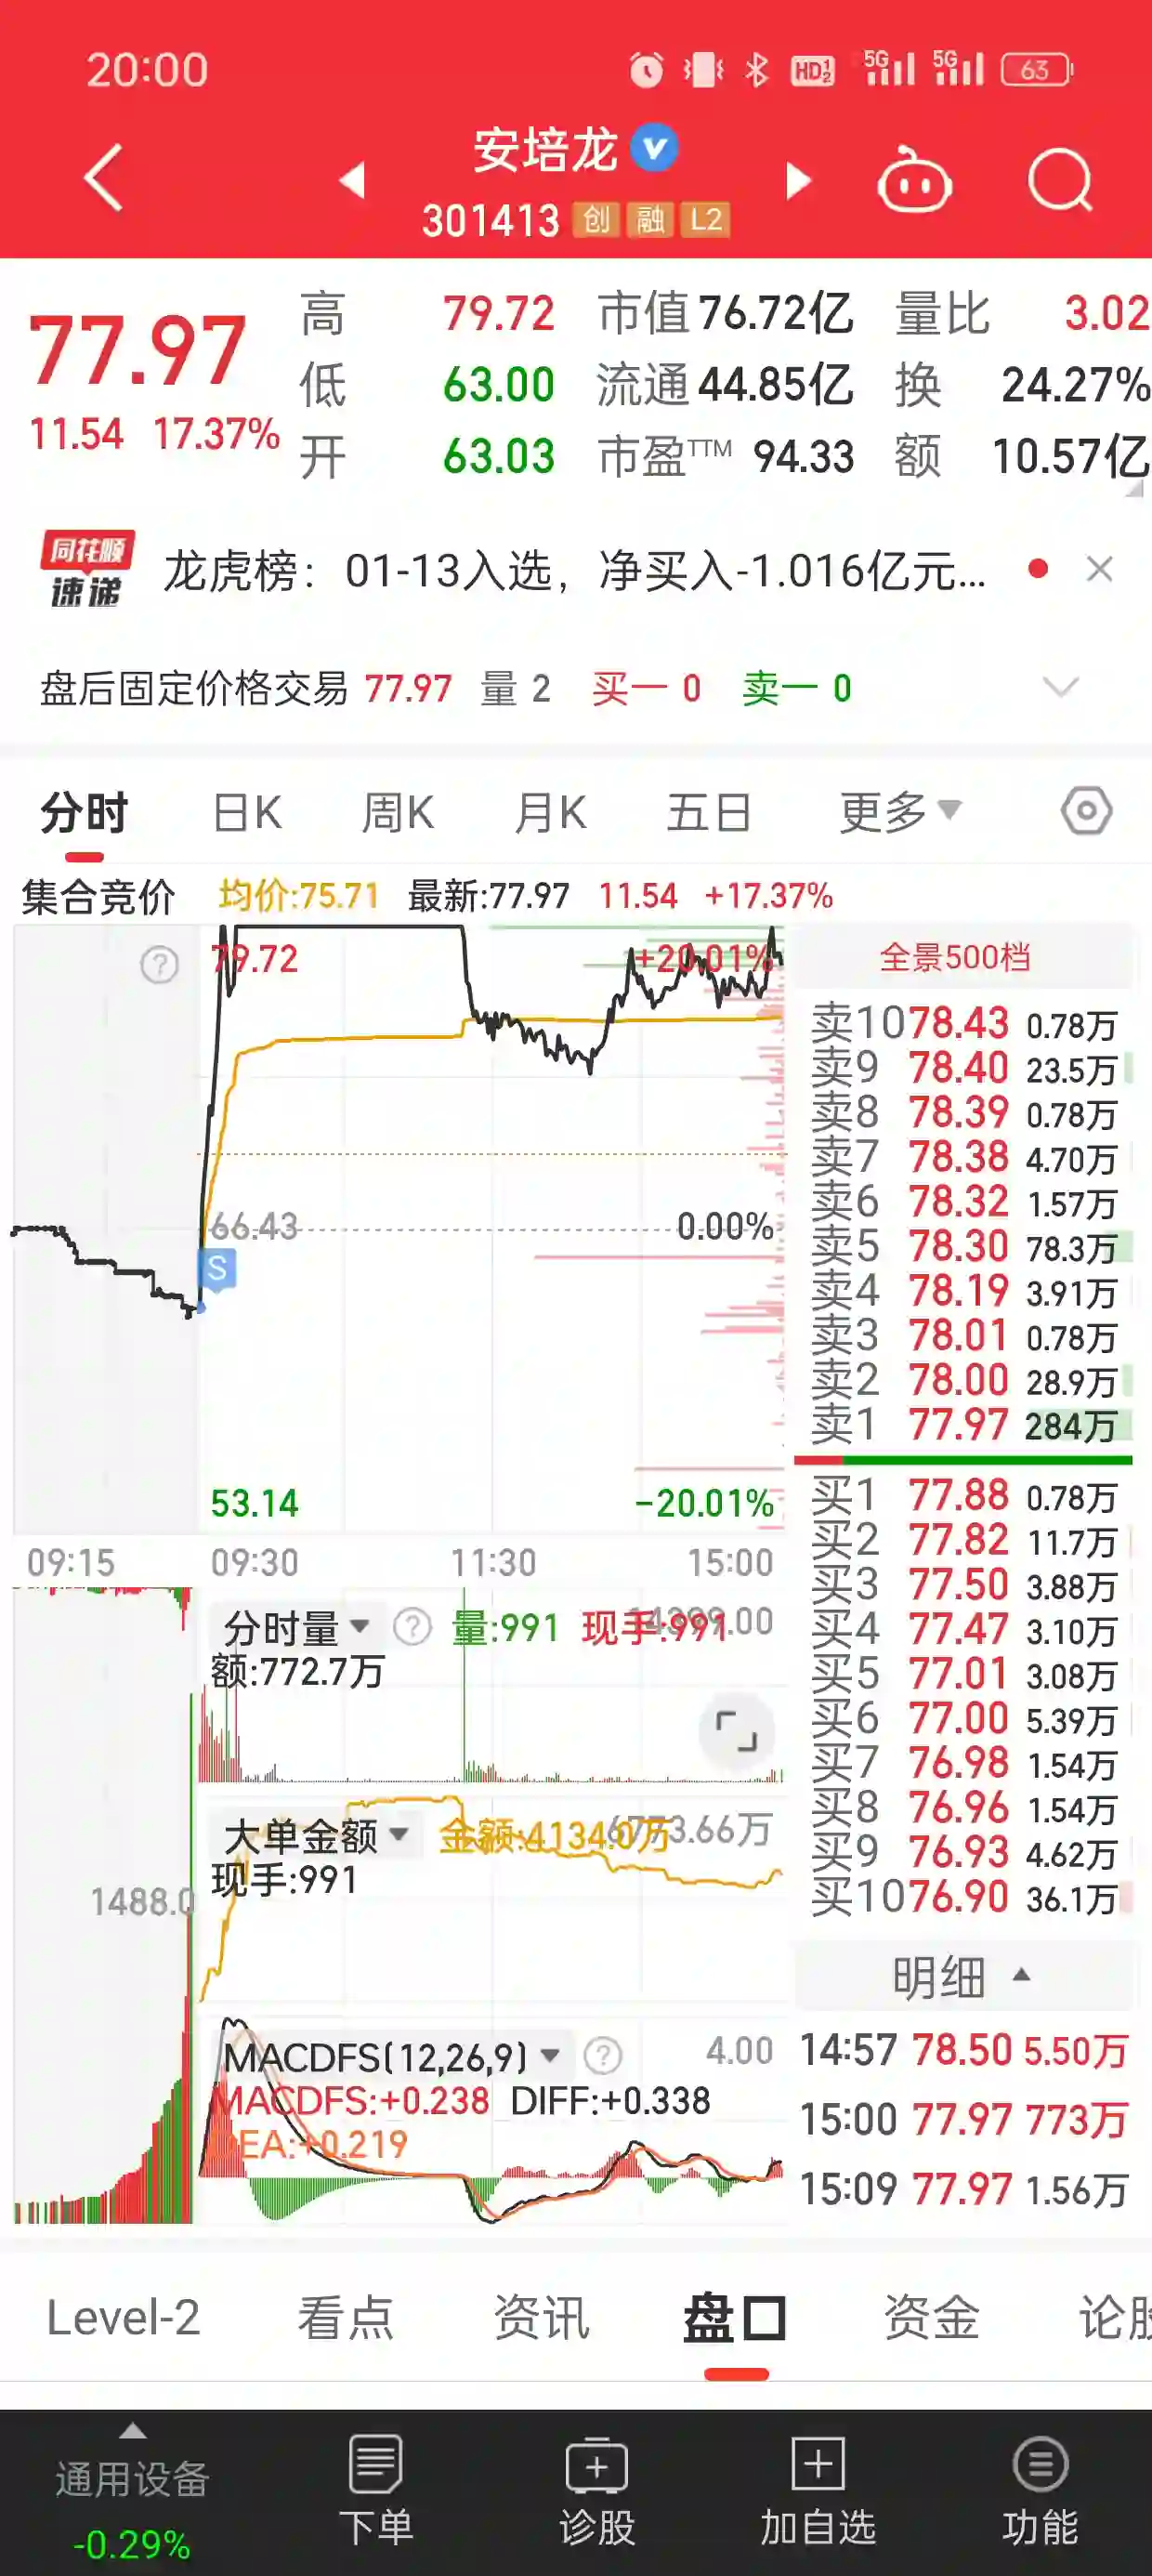 20:00
HD 1 2 5G 5G 63
安培龙
301413 创 融 L2
77.97
11.54 17.37%
高 79.72 市值 76.72亿 量比 3.02
低 63.00 流通 44.85亿 换 24.27%
开 63.03 市盈TTM 94.33 额 10.57亿
同花顺
速递
龙虎榜：01-13入选，净买入-1.016亿元...
盘后固定价格交易 77.97 量 2 买一 0 卖一 0
分时 日K 周K 月K 五日 更多
集合竞价 均价:75.71 最新:77.97 11.54 +17.37%
79.72 +20.01%
66.43 0.00%
S
53.14 -20.01%
09:15 09:30 11:30 15:00
全景500档
卖10 78.43 0.78万
卖9 78.40 23.5万
卖8 78.39 0.78万
卖7 78.38 4.70万
卖6 78.32 1.57万
卖5 78.30 78.3万
卖4 78.19 3.91万
卖3 78.01 0.78万
卖2 78.00 28.9万
卖1 77.97 284万
买1 77.88 0.78万
买2 77.82 11.7万
买3 77.50 3.88万
买4 77.47 3.10万
买5 77.01 3.08万
买6 77.00 5.39万
买7 76.98 1.54万
买8 76.96 1.54万
买9 76.93 4.62万
买10 76.90 36.1万
分时量 ? 量:991 现手:991
额:772.7万
大单金额 金额:4134.0万
现手:991
1488.0
MACDFS(12,26,9) ? 4.00
MACDFS:+0.238 DIFF:+0.338
EA:+0.219
明细
14:57 78.50 5.50万
15:00 77.97 773万
15:09 77.97 1.56万
Level-2 看点 资讯 盘口 资金 论股
通用设备
-0.29%
下单 诊股 加自选 功能